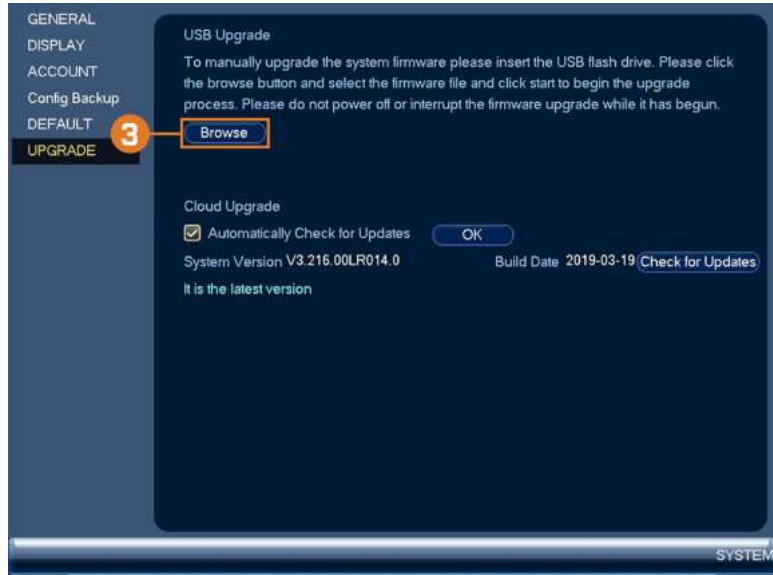 GENERAL
DISPLAY
ACCOUNT
Config Backup
DEFAULT
UPGRADE
3
USB Upgrade
To manually upgrade the system firmware please insert the USB flash drive. Please click
the browse button and select the firmware file and click start to begin the upgrade
process. Please do not power off or interrupt the firmware upgrade while it has begun.
Browse
Cloud Upgrade
Automatically Check for Updates OK
System Version V3.216.00LR014.0 Build Date 2019-03-19 Check for Updates
It is the latest version
SYSTEM